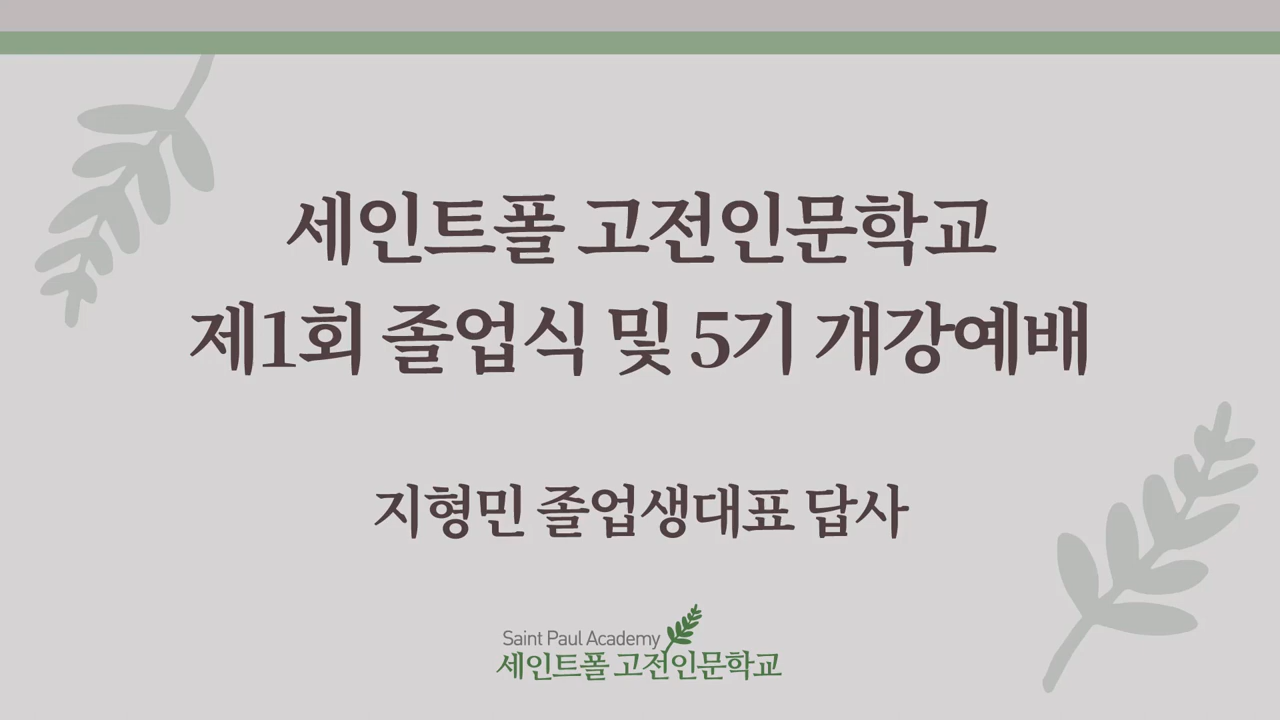 세인트폴 고전인문학교
제1회 졸업식 및 5기 개강예배
지형민 졸업생대표 답사
Saint Paul Academy
세인트폴 고전인문학교